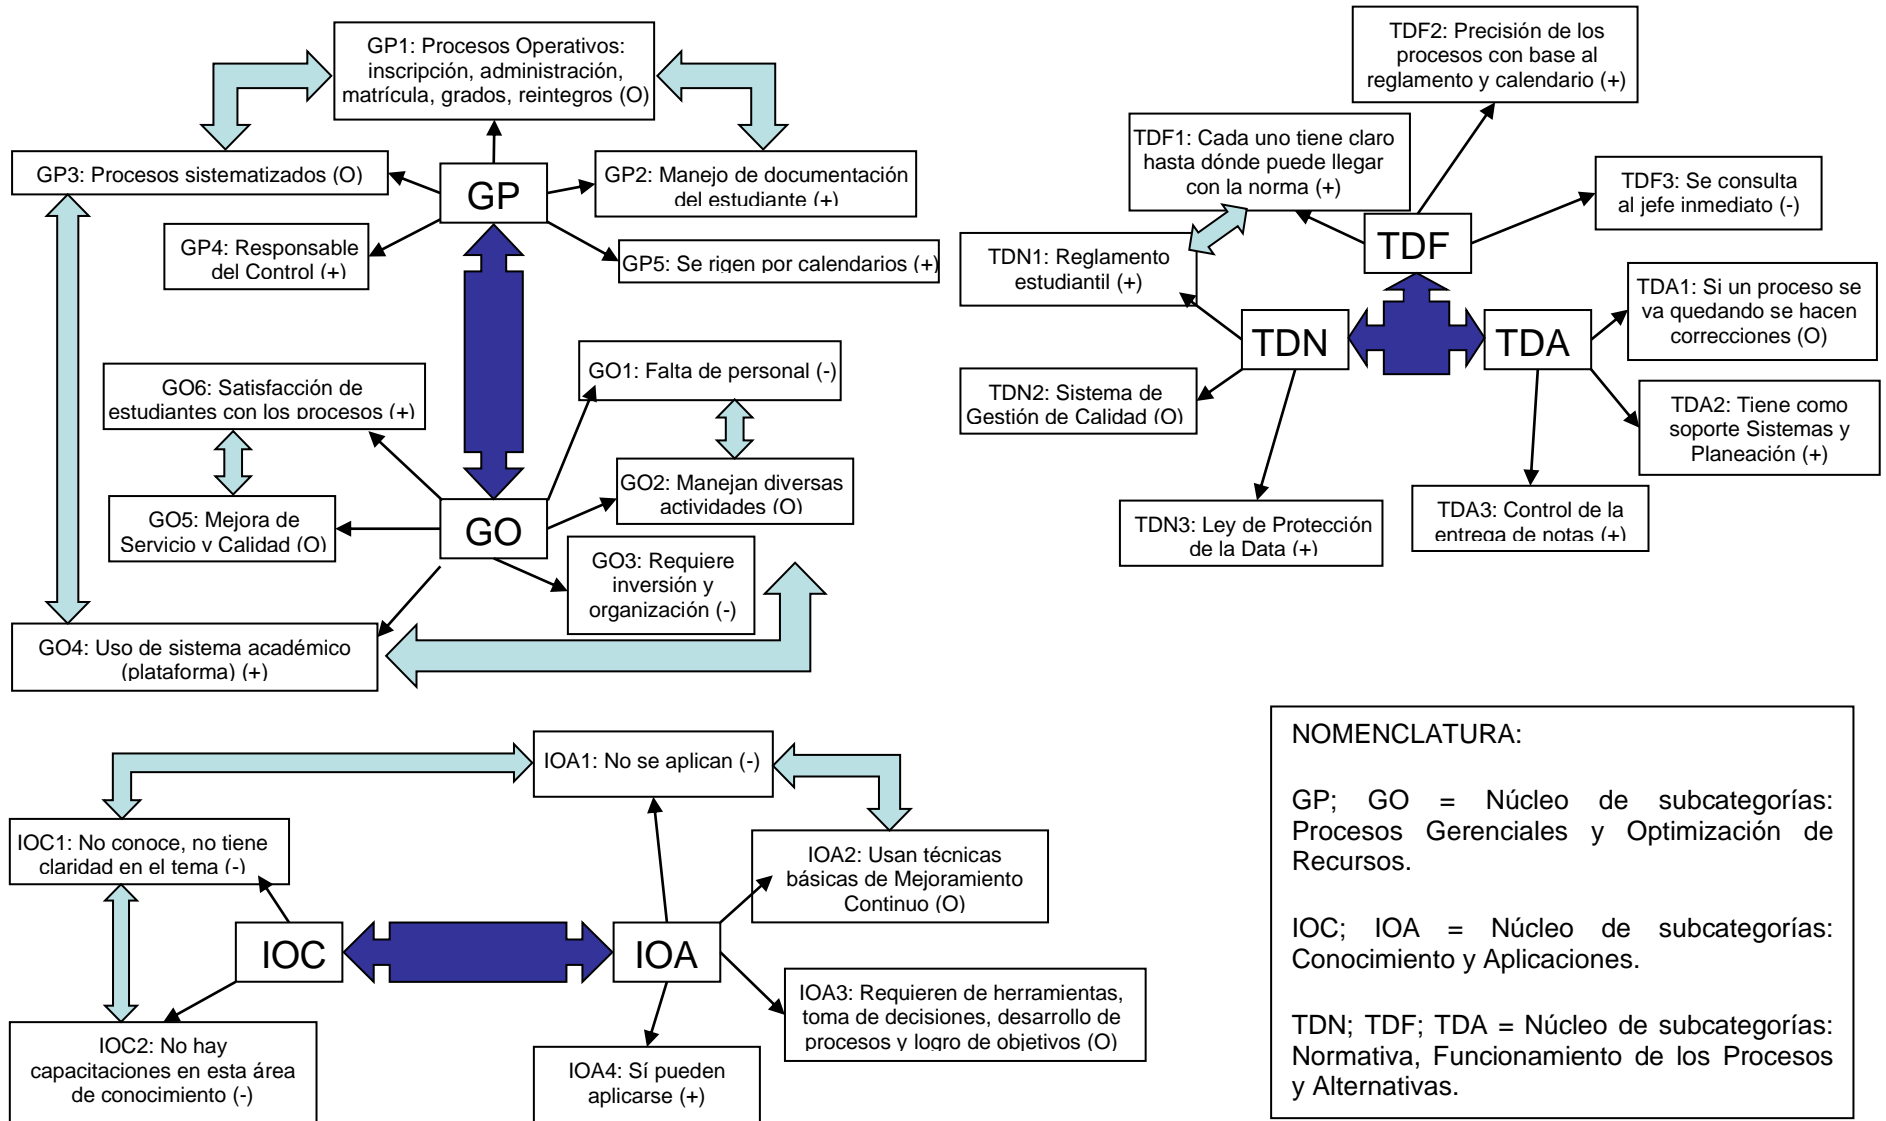 GP1: Procesos Operativos:
inscripción, administración,
matrícula, grados, reintegros (O)
GP3: Procesos sistematizados (O)
GP
GP2: Manejo de documentación
del estudiante (+)
GP4: Responsable
del Control (+)
GP5: Se rigen por calendarios (+)
GO6: Satisfacción de
estudiantes con los procesos (+)
GO1: Falta de personal (-)
GO5: Mejora de
Servicio y Calidad (O)
GO
GO2: Manejan diversas
actividades (O)
GO3: Requiere
inversión y
organización (-)
GO4: Uso de sistema académico
(plataforma) (+)
TDF2: Precisión de los
procesos con base al
reglamento y calendario (+)
TDF1: Cada uno tiene claro
hasta dónde puede llegar
con la norma (+)
TDF3: Se consulta
al jefe inmediato (-)
TDF
TDN1: Reglamento
estudiantil (+)
TDN
TDA
TDA1: Si un proceso se
va quedando se hacen
correcciones (O)
TDN2: Sistema de
Gestión de Calidad (O)
TDA2: Tiene como
soporte Sistemas y
Planeación (+)
TDN3: Ley de Protección
de la Data (+)
TDA3: Control de la
entrega de notas (+)
IOA1: No se aplican (-)
IOC1: No conoce, no tiene
claridad en el tema (-)
IOA2: Usan técnicas
básicas de Mejoramiento
Continuo (O)
IOC
IOA
IOC2: No hay
capacitaciones en esta área
de conocimiento (-)
IOA3: Requieren de herramientas,
toma de decisiones, desarrollo de
procesos y logro de objetivos (O)
IOA4: Sí pueden
aplicarse (+)
NOMENCLATURA:
GP; GO = Núcleo de subcategorías:
Procesos Gerenciales y Optimización de
Recursos.
IOC; IOA = Núcleo de subcategorías:
Conocimiento y Aplicaciones.
TDN; TDF; TDA = Núcleo de subcategorías:
Normativa, Funcionamiento de los Procesos
y Alternativas.